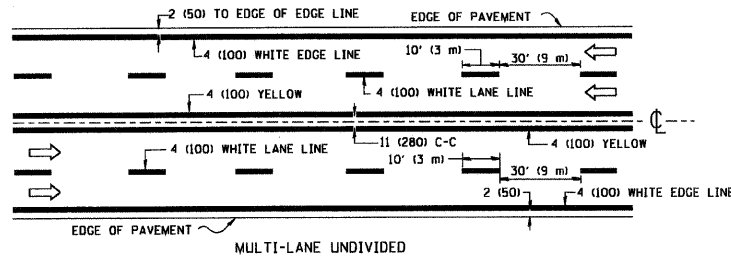 2 (50) TO EDGE OF EDGE LINE
EDGE OF PAVEMENT
4 (100) WHITE EDGE LINE
10' (3 m)
30' (9 m)
4 (100) YELLOW
4 (100) WHITE LANE LINE
℄
4 (100) WHITE LANE LINE
11 (280) C-C
4 (100) YELLOW
10' (3 m)
30' (9 m)
2 (50)
4 (100) WHITE EDGE LINE
EDGE OF PAVEMENT
MULTI-LANE UNDIVIDED